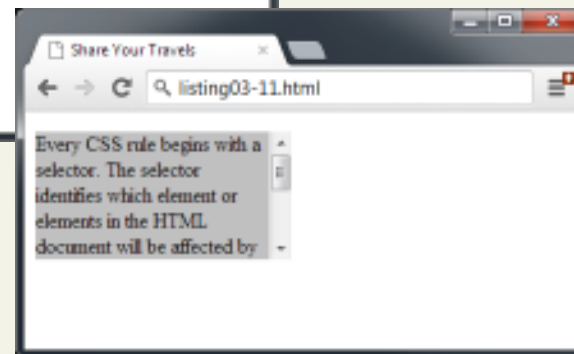 Share Your Travels
listing03-11.html
Every CSS rule begins with a
selector. The selector
identifies which element or
elements in the HTML
document will be affected by